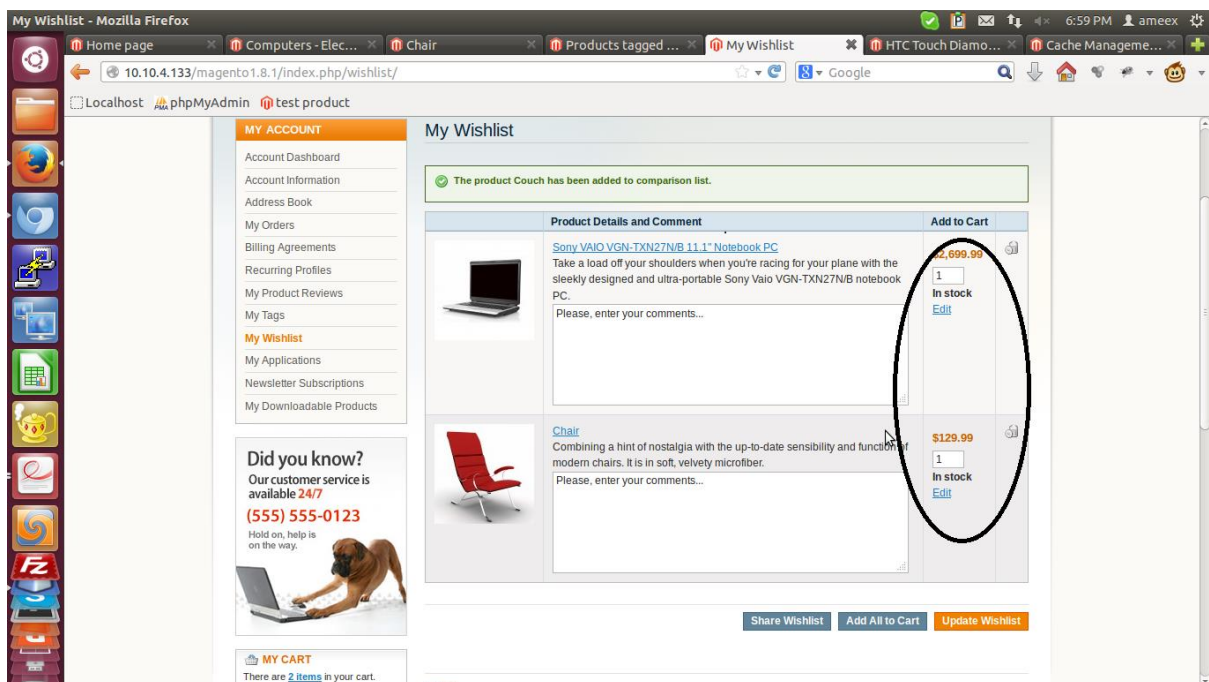 My Wishlist - Mozilla Firefox
6:59 PM ameex
Home page
Computers - Elec...
Chair
Products tagged ...
My Wishlist
HTC Touch Diamo...
Cache Manageme...
10.10.4.133/magento1.8.1/index.php/wishlist/
Google
Localhost phpMyAdmin test product
MY ACCOUNT
Account Dashboard
Account Information
Address Book
My Orders
Billing Agreements
Recurring Profiles
My Product Reviews
My Tags
My Wishlist
My Applications
Newsletter Subscriptions
My Downloadable Products
Did you know?
Our customer service is
available 24/7
(555) 555-0123
Hold on, help is
on the way.
MY CART
There are 2 items in your cart.
My Wishlist
The product Couch has been added to comparison list.
Product Details and Comment Add to Cart
Sony VAIO VGN-TXN27N/B 11.1" Notebook PC
Take a load off your shoulders when you're racing for your plane with the
sleekly designed and ultra-portable Sony Vaio VGN-TXN27N/B notebook
PC.
Please, enter your comments...
$2,699.99
1
In stock
Edit
Chair
Combining a hint of nostalgia with the up-to-date sensibility and function of
modern chairs. It is in soft, velvety microfiber.
Please, enter your comments...
$129.99
1
In stock
Edit
Share Wishlist Add All to Cart Update Wishlist